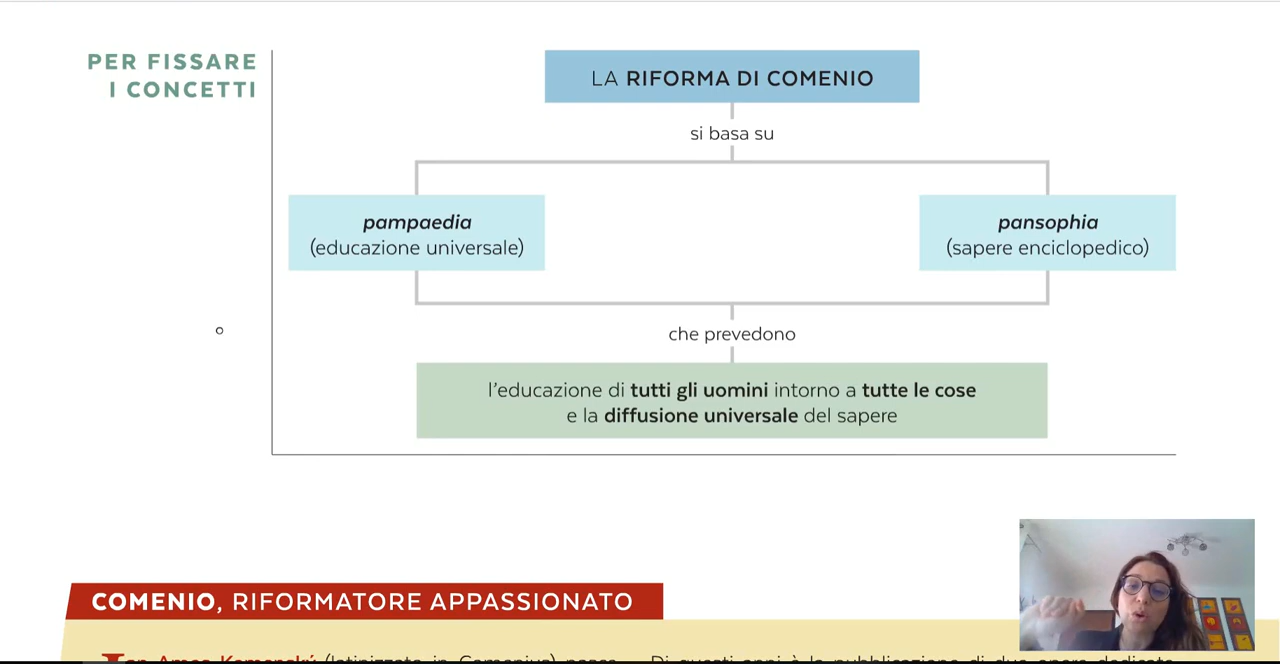 PER FISSARE
I CONCETTI
LA RIFORMA DI COMENIO
si basa su
pampaedia
(educazione universale)
pansophia
(sapere enciclopedico)
che prevedono
l'educazione di tutti gli uomini intorno a tutte le cose
e la diffusione universale del sapere
COMENIO, RIFORMATORE APPASSIONATO